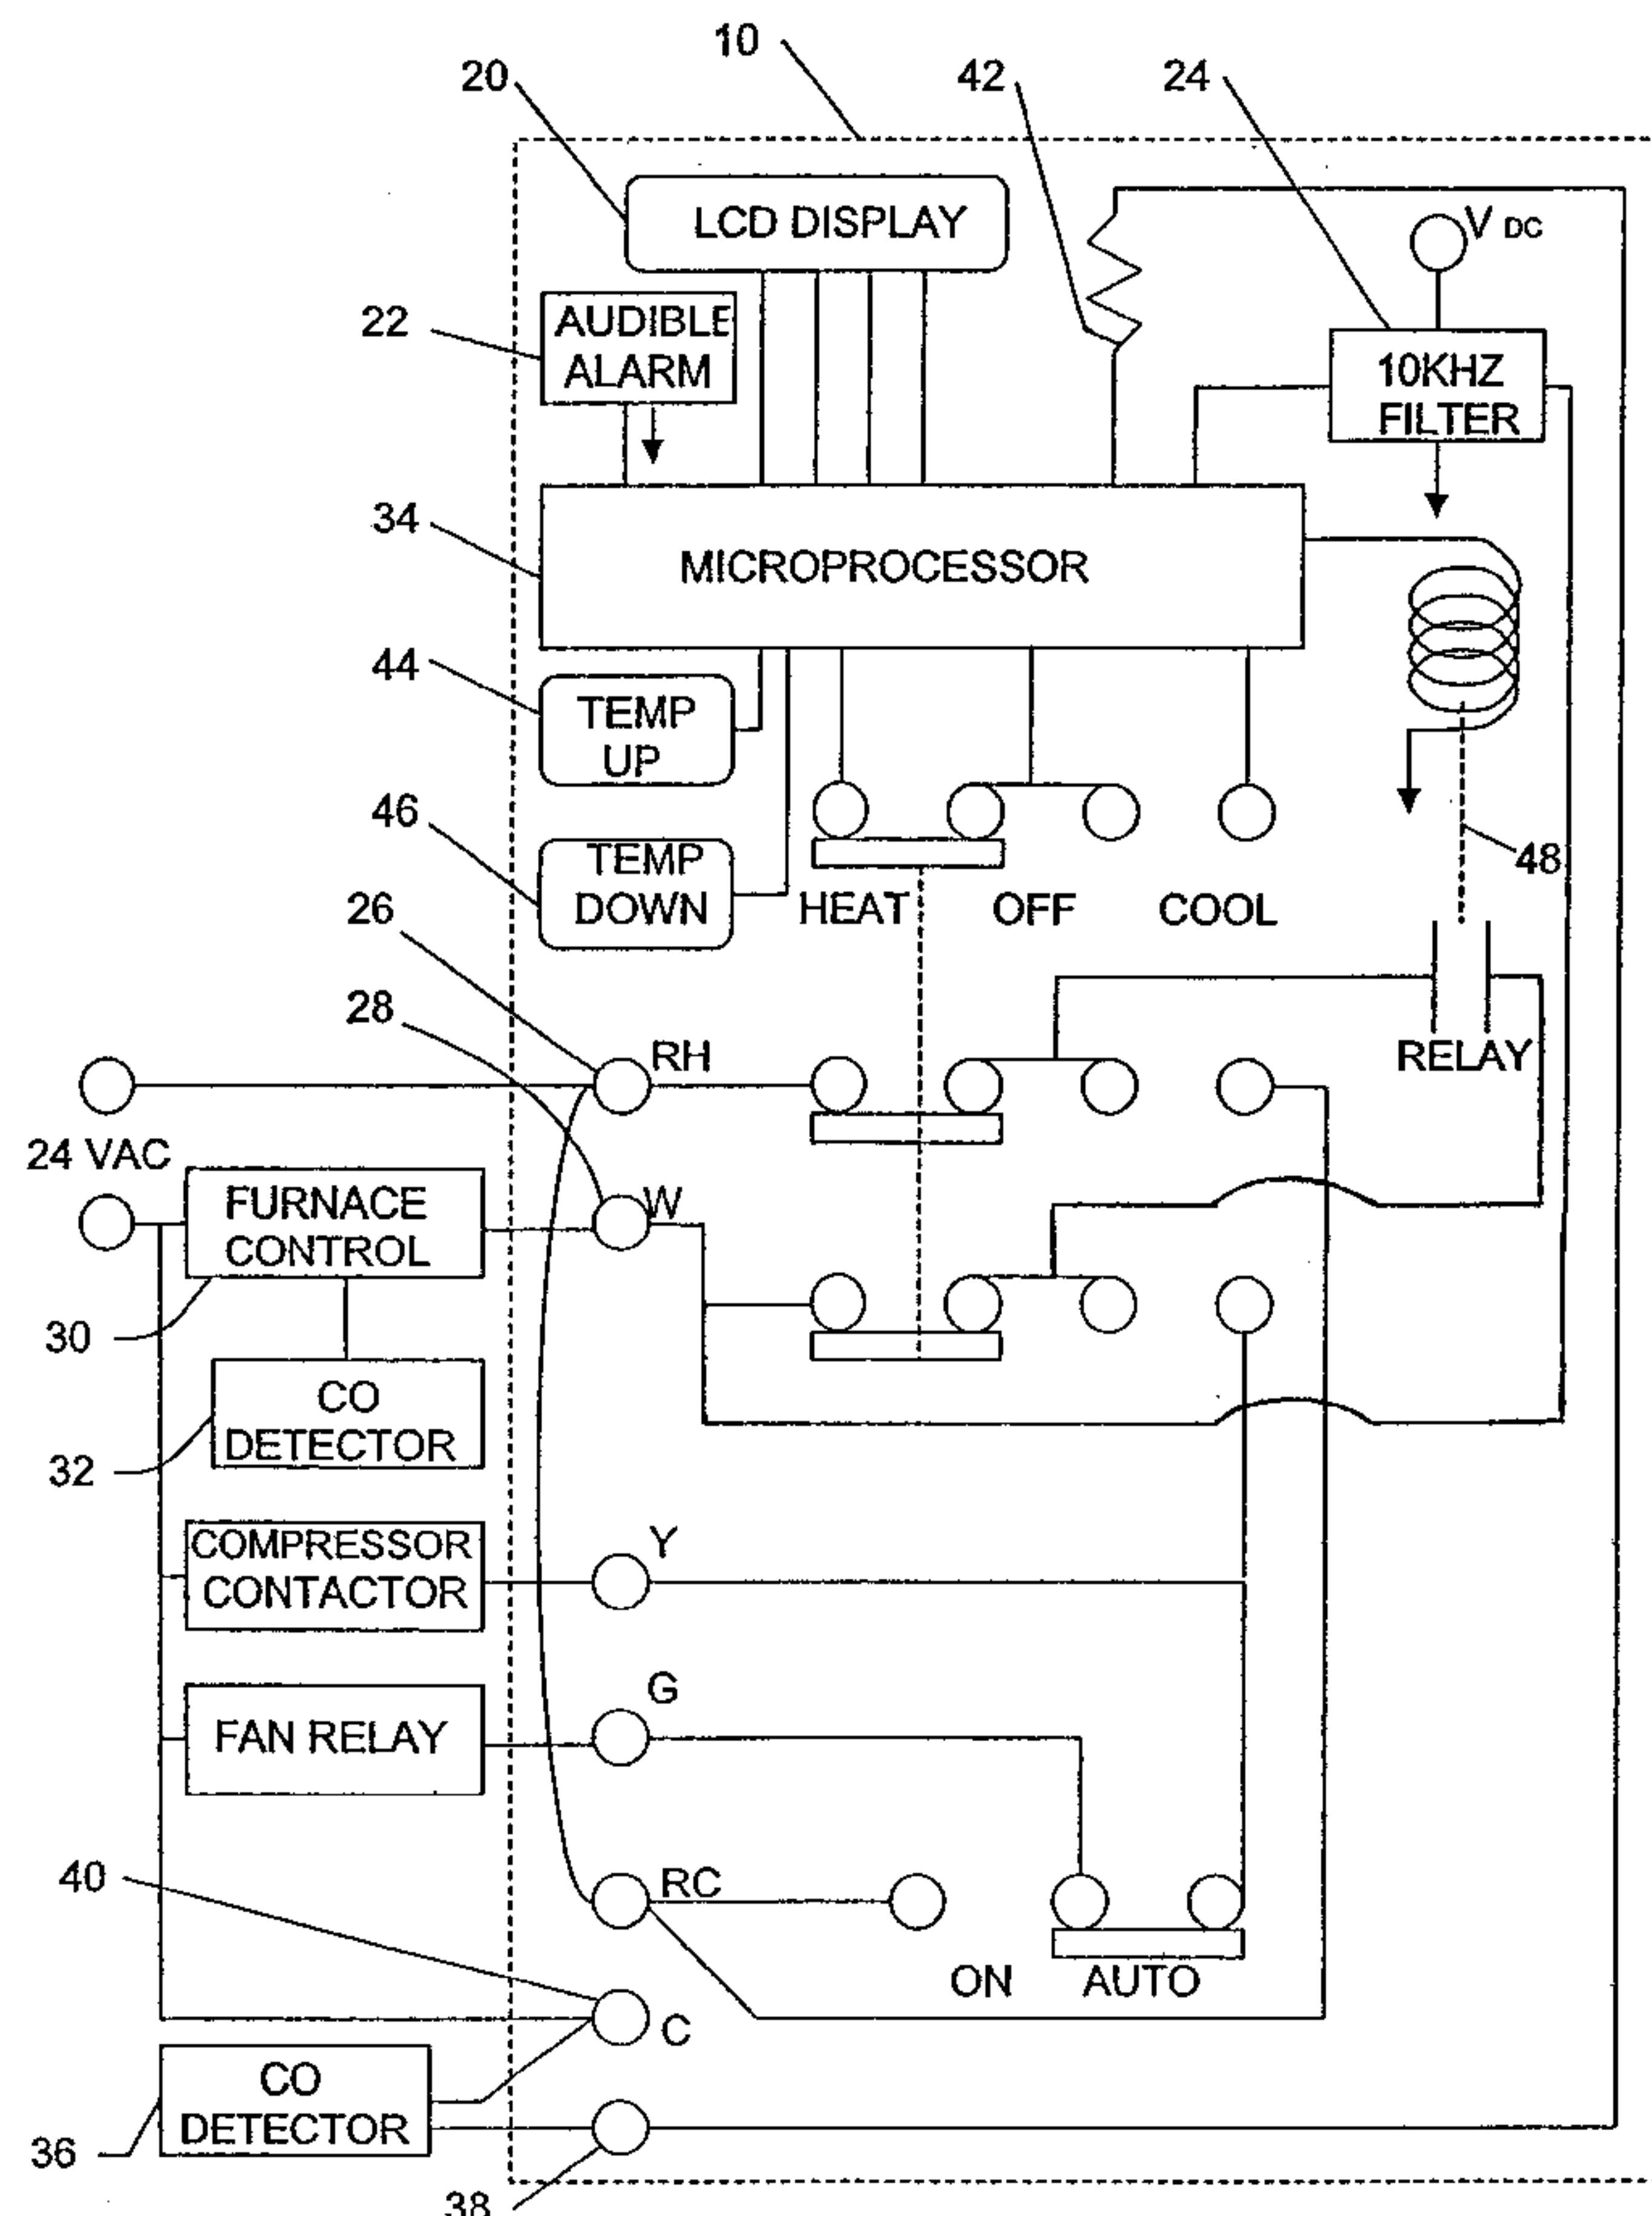 10
20
42
24
LCD DISPLAY
V DC
22
AUDIBLE
ALARM
10KHZ
FILTER
34
MICROPROCESSOR
44
TEMP
UP
46
TEMP
DOWN
48
HEAT OFF COOL
26
28
RH
RELAY
24 VAC
W
FURNACE
CONTROL
30
CO
DETECTOR
32
Y
COMPRESSOR
CONTACTOR
G
FAN RELAY
40
RC
ON AUTO
C
CO
DETECTOR
36
38